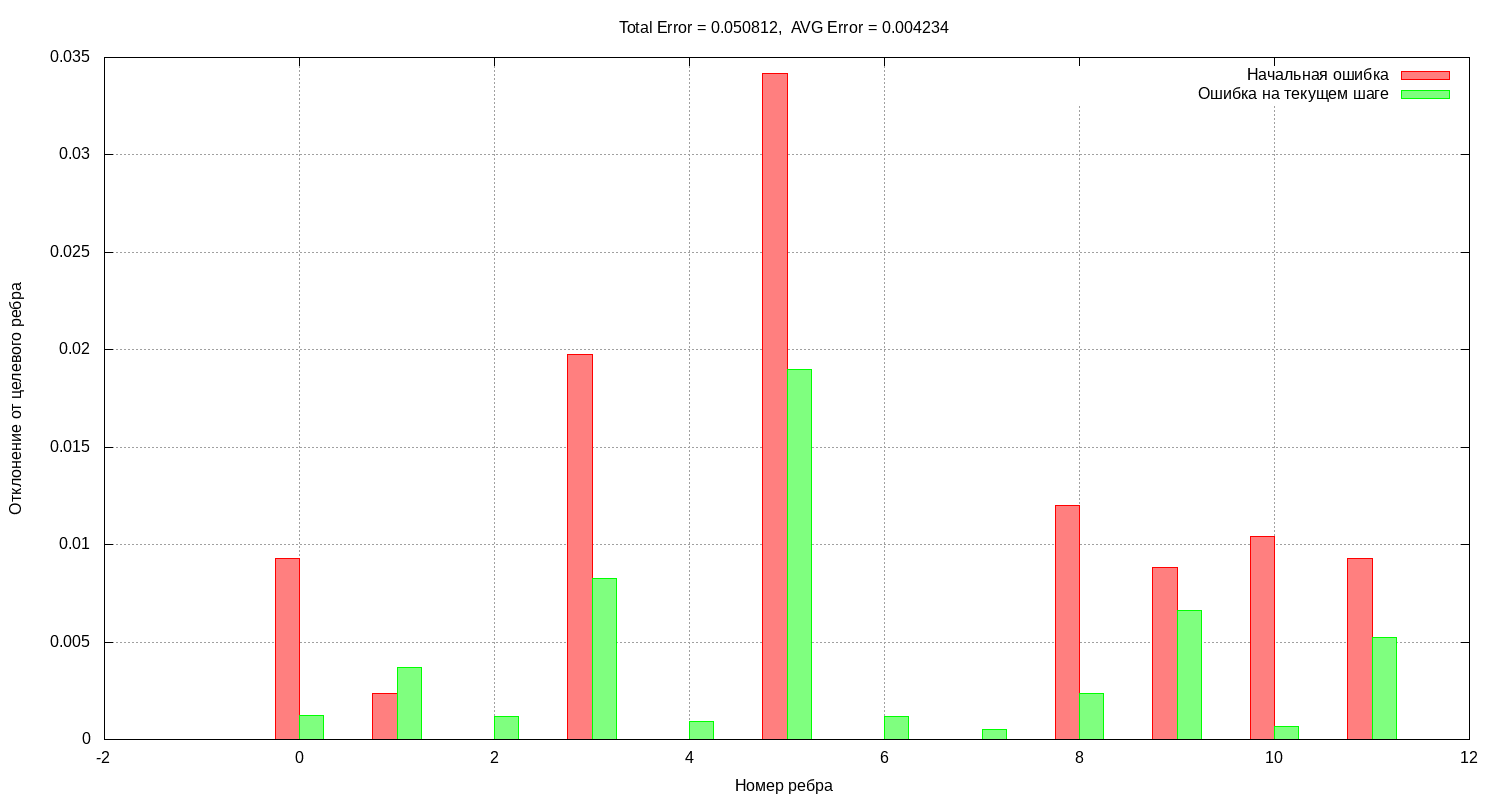 Total Error = 0.050812,  AVG Error = 0.004234
Начальная ошибка
Ошибка на текущем шаге
0.035
0.03
0.025
0.02
0.015
0.01
0.005
0
Отклонение от целевого ребра
-2 0 2 4 6 8 10 12
Номер ребра